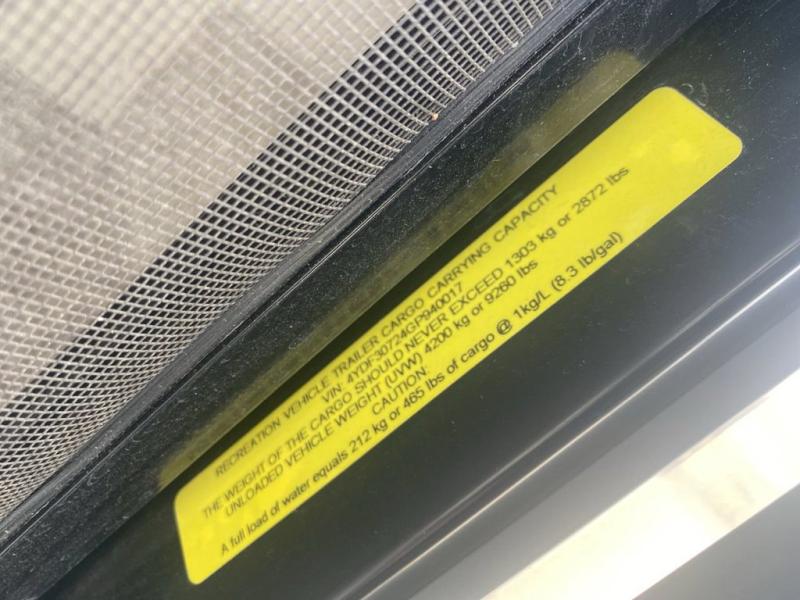 RECREATION VEHICLE TRAILER CARGO CARRYING CAPACITY
VIN: 4YDF30724GP940017
THE WEIGHT OF THE CARGO SHOULD NEVER EXCEED 1303 kg or 2872 lbs
UNLOADED VEHICLE WEIGHT (UVW) 4200 kg or 9260 lbs
CAUTION:
A full load of water equals 212 kg or 465 lbs of cargo @ 1kg/L (8.3 lb/gal)